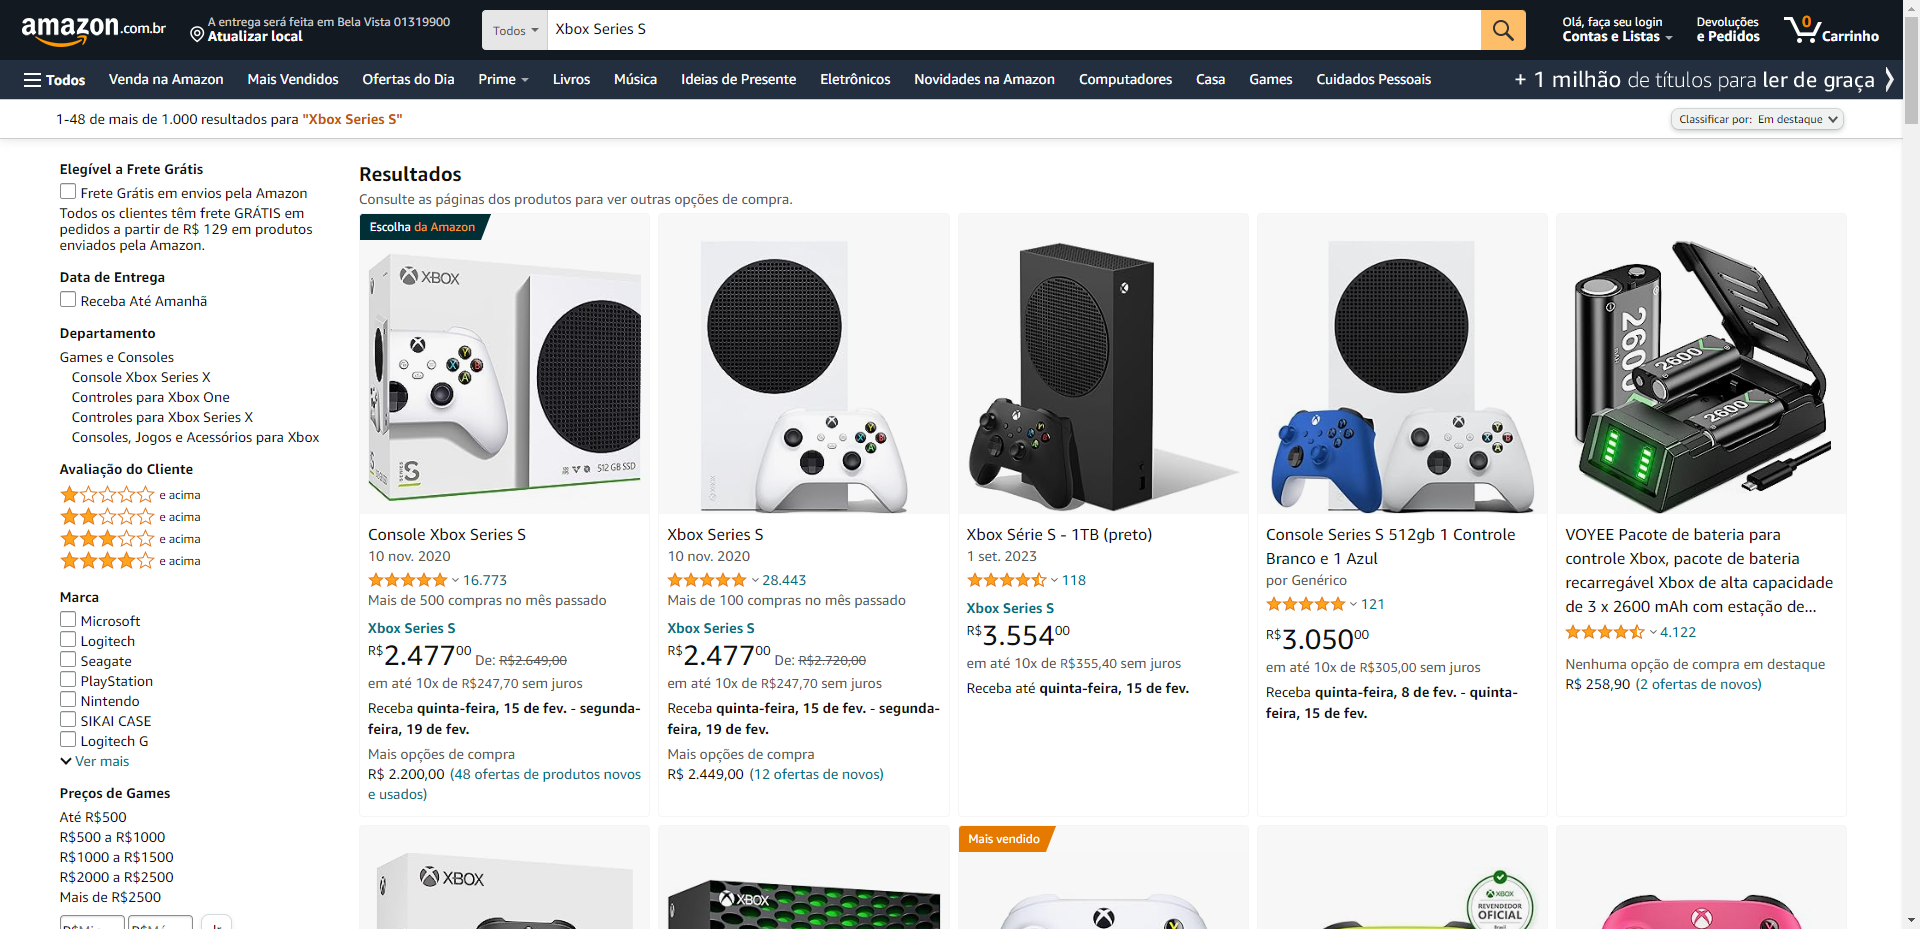 amazon.com.br
A entrega será feita em Bela Vista 01319900
Atualizar local
Todos
Xbox Series S
Olá, faça seu login
Contas e Listas
Devoluções
e Pedidos
0
Carrinho
Todos
Venda na Amazon
Mais Vendidos
Ofertas do Dia
Prime
Livros
Música
Ideias de Presente
Eletrônicos
Novidades na Amazon
Computadores
Casa
Games
Cuidados Pessoais
+ 1 milhão de títulos para ler de graça
1-48 de mais de 1.000 resultados para "Xbox Series S"
Classificar por: Em destaque
Elegível a Frete Grátis
Frete Grátis em envios pela Amazon
Todos os clientes têm frete GRÁTIS em
pedidos a partir de R$ 129 em produtos
enviados pela Amazon.
Data de Entrega
Receba Até Amanhã
Departamento
Games e Consoles
Console Xbox Series X
Controles para Xbox One
Controles para Xbox Series X
Consoles, Jogos e Acessórios para Xbox
Avaliação do Cliente
e acima
e acima
e acima
e acima
Marca
Microsoft
Logitech
Seagate
PlayStation
Nintendo
SIKAI CASE
Logitech G
Ver mais
Preços de Games
Até R$500
R$500 a R$1000
R$1000 a R$1500
R$2000 a R$2500
Mais de R$2500
Resultados
Consulte as páginas dos produtos para ver outras opções de compra.
Escolha da Amazon
XBOX
SERIES S
512 GB SSD
Console Xbox Series S
10 nov. 2020
16.773
Mais de 500 compras no mês passado
Xbox Series S
R$2.47700 De: R$2.649,00
em até 10x de R$247,70 sem juros
Receba quinta-feira, 15 de fev. - segunda-
feira, 19 de fev.
Mais opções de compra
R$ 2.200,00 (48 ofertas de produtos novos
e usados)
Xbox Series S
10 nov. 2020
28.443
Mais de 100 compras no mês passado
Xbox Series S
R$2.47700 De: R$2.720,00
em até 10x de R$247,70 sem juros
Receba quinta-feira, 15 de fev. - segunda-
feira, 19 de fev.
Mais opções de compra
R$ 2.449,00 (12 ofertas de novos)
Xbox Série S - 1TB (preto)
1 set. 2023
118
Xbox Series S
R$3.55400
em até 10x de R$355,40 sem juros
Receba até quinta-feira, 15 de fev.
Console Series S 512gb 1 Controle
Branco e 1 Azul
por Genérico
121
R$3.05000
em até 10x de R$305,00 sem juros
Receba quinta-feira, 8 de fev. - quinta-
feira, 15 de fev.
2600
2600
2600
VOYEE Pacote de bateria para
controle Xbox, pacote de bateria
recarregável Xbox de alta capacidade
de 3 x 2600 mAh com estação de...
4.122
Nenhuma opção de compra em destaque
R$ 258,90 (2 ofertas de novos)
XBOX
XBOX
Mais vendido
XBOX
REVENDEDOR
OFICIAL
Brasil